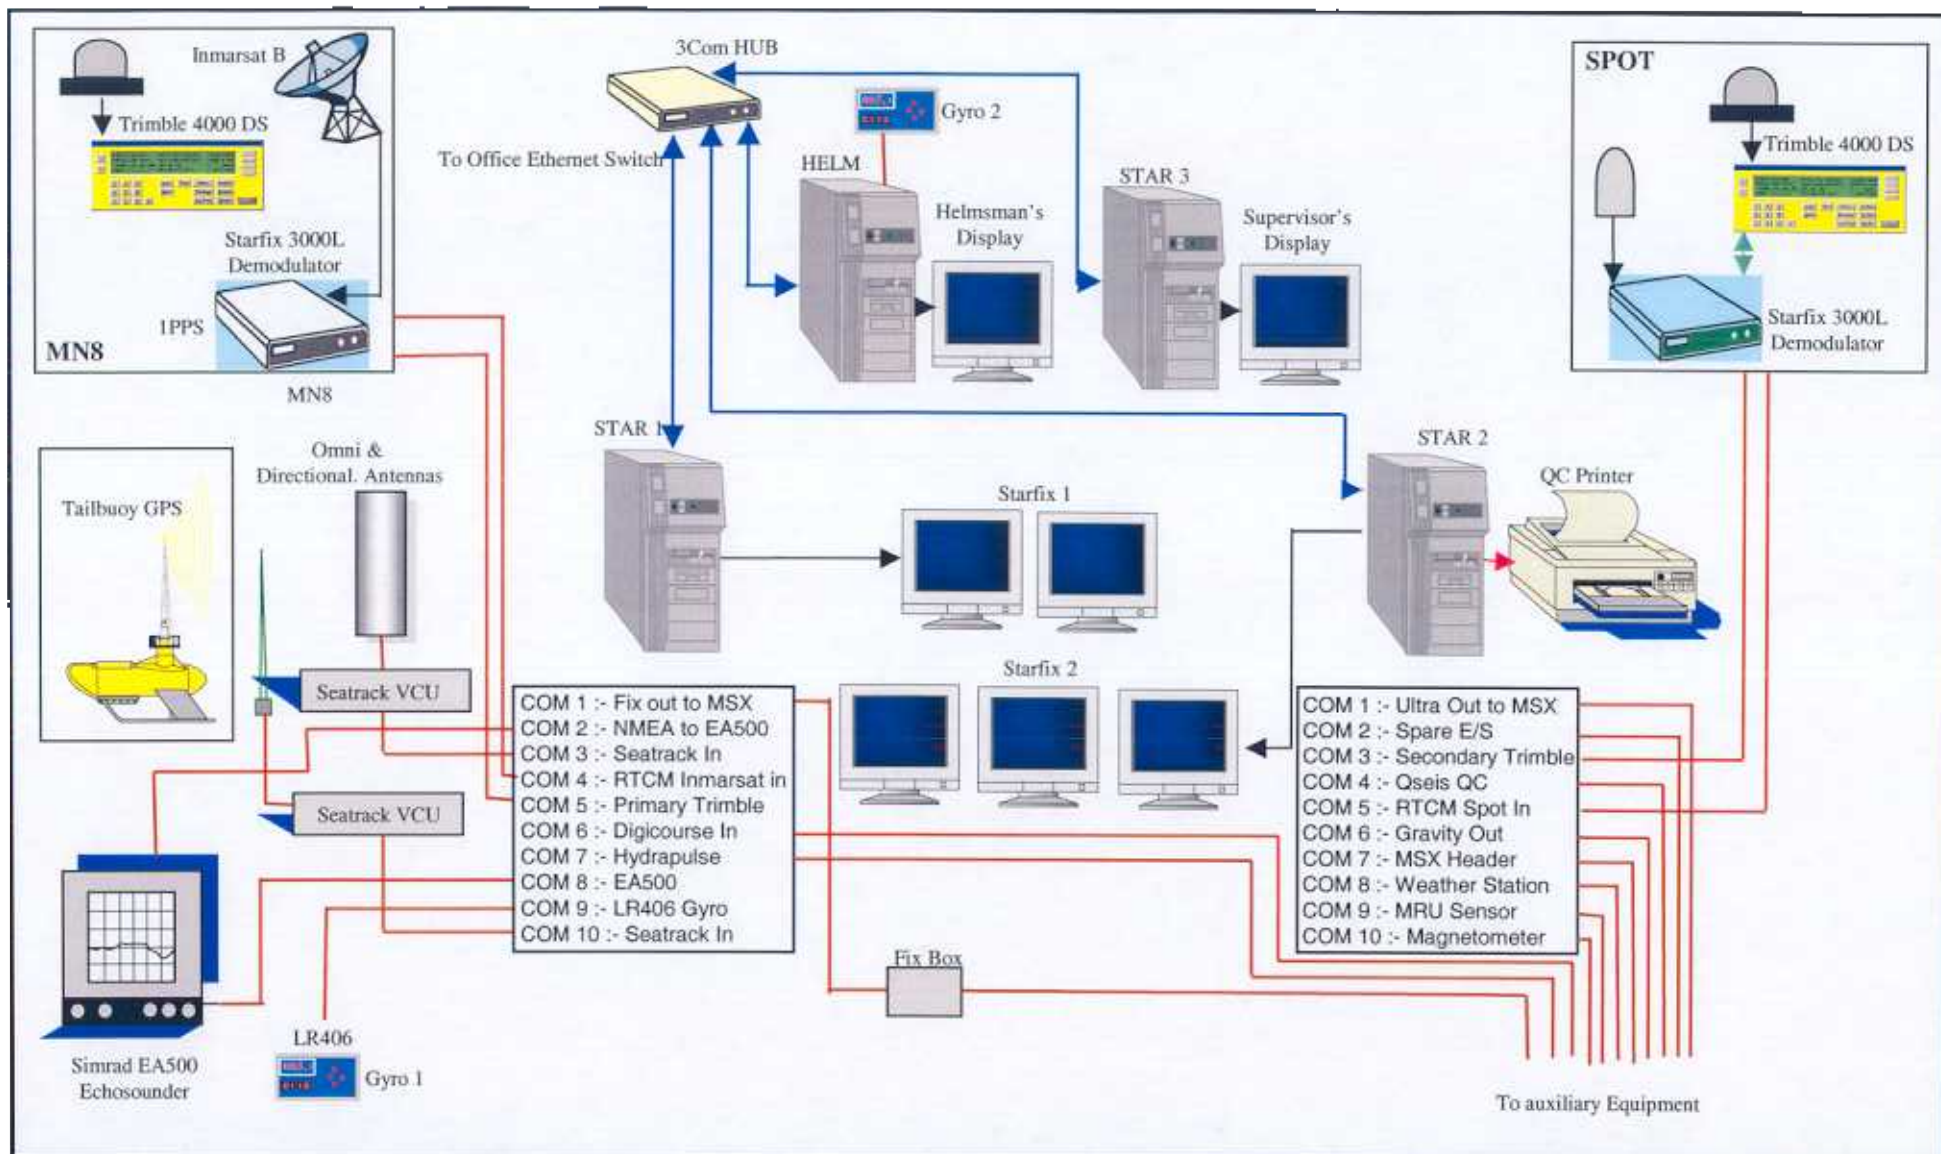 Inmarsat B
Trimble 4000 DS
Starfix 3000L
Demodulator
1PPS
MN8
MN8
3Com HUB
To Office Ethernet Switch
Gyro 2
HELM
Helmsman's
Display
STAR 3
Supervisor's
Display
SPOT
Trimble 4000 DS
Starfix 3000L
Demodulator
Tailbuoy GPS
Omni &
Directional. Antennas
STAR 1
Starfix 1
STAR 2
QC Printer
Starfix 2
Seatrack VCU
Seatrack VCU
COM 1 :- Fix out to MSX
COM 2 :- NMEA to EA500
COM 3 :- Seatrack In
COM 4 :- RTCM Inmarsat in
COM 5 :- Primary Trimble
COM 6 :- Digicourse In
COM 7 :- Hydrapulse
COM 8 :- EA500
COM 9 :- LR406 Gyro
COM 10 :- Seatrack In
COM 1 :- Ultra Out to MSX
COM 2 :- Spare E/S
COM 3 :- Secondary Trimble
COM 4 :- Qseis QC
COM 5 :- RTCM Spot In
COM 6 :- Gravity Out
COM 7 :- MSX Header
COM 8 :- Weather Station
COM 9 :- MRU Sensor
COM 10 :- Magnetometer
Fix Box
Simrad EA500
Echosounder
LR406
Gyro 1
To auxiliary Equipment